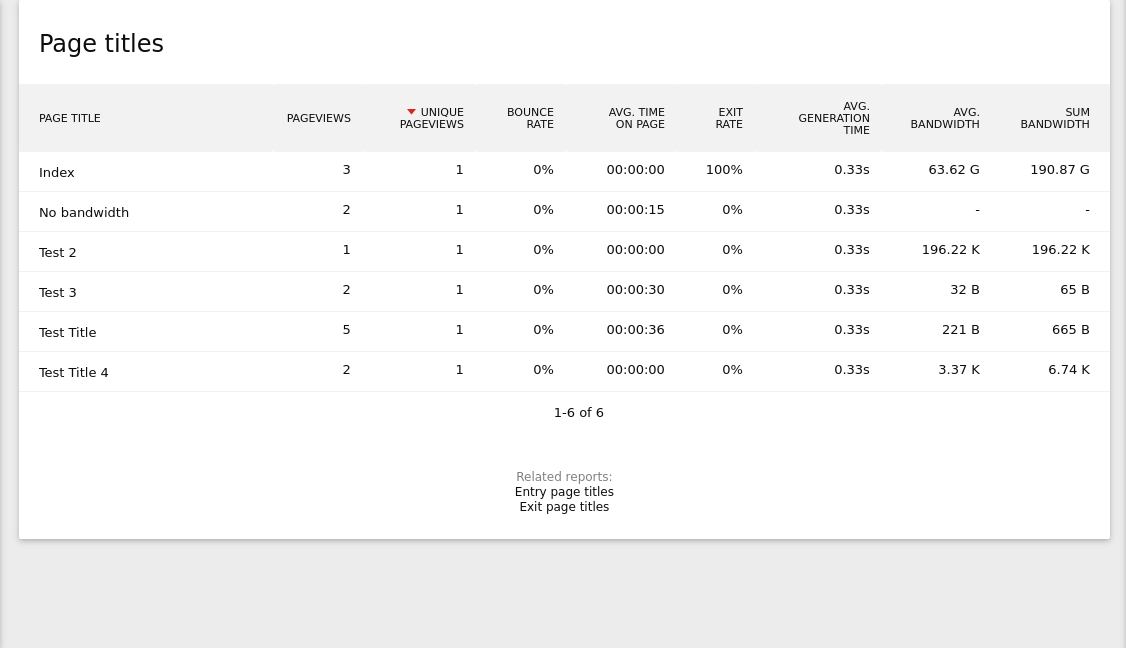 Page titles
PAGE TITLE PAGEVIEWS UNIQUE PAGEVIEWS BOUNCE RATE AVG. TIME ON PAGE EXIT RATE AVG. GENERATION TIME AVG. BANDWIDTH SUM BANDWIDTH
Index 3 1 0% 00:00:00 100% 0.33s 63.62 G 190.87 G
No bandwidth 2 1 0% 00:00:15 0% 0.33s - -
Test 2 1 1 0% 00:00:00 0% 0.33s 196.22 K 196.22 K
Test 3 2 1 0% 00:00:30 0% 0.33s 32 B 65 B
Test Title 5 1 0% 00:00:36 0% 0.33s 221 B 665 B
Test Title 4 2 1 0% 00:00:00 0% 0.33s 3.37 K 6.74 K
1-6 of 6
Related reports:
Entry page titles
Exit page titles